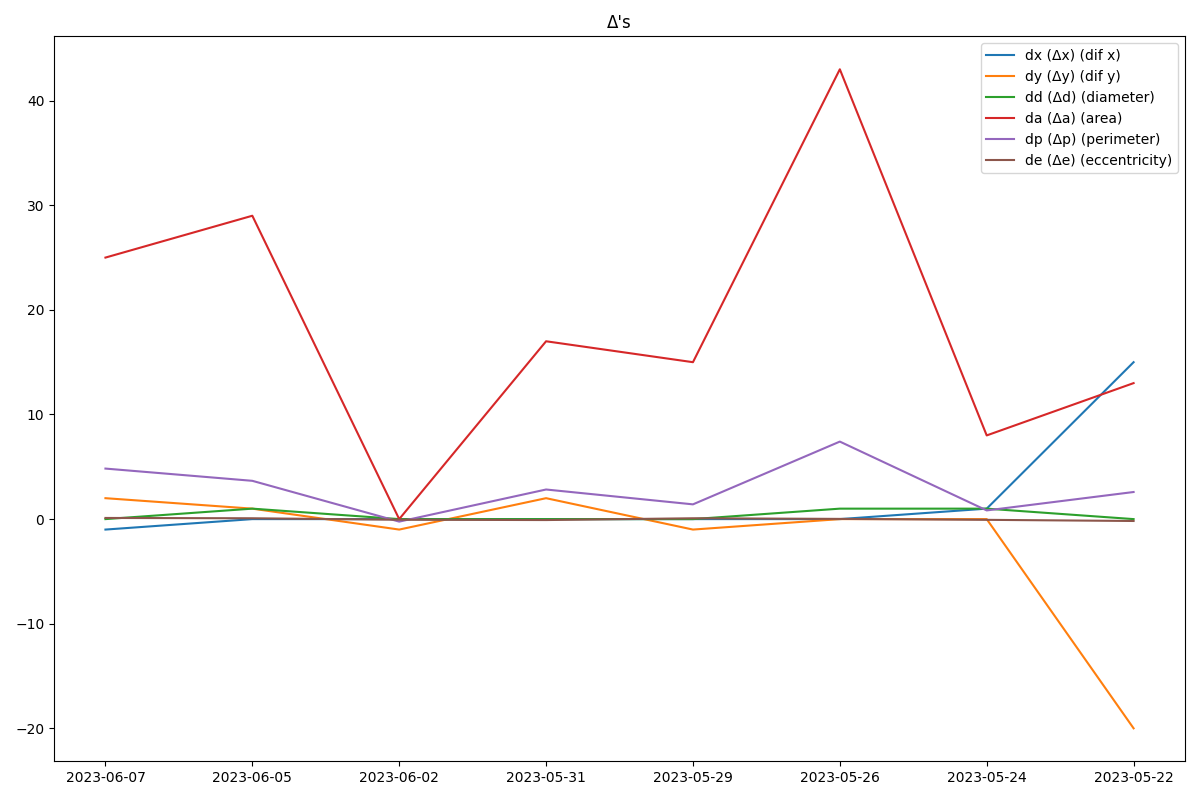 Δ's
dx (Δx) (dif x)
dy (Δy) (dif y)
dd (Δd) (diameter)
da (Δa) (area)
dp (Δp) (perimeter)
de (Δe) (eccentricity)
40
30
20
10
0
−10
−20
2023-06-07 2023-06-05 2023-06-02 2023-05-31 2023-05-29 2023-05-26 2023-05-24 2023-05-22